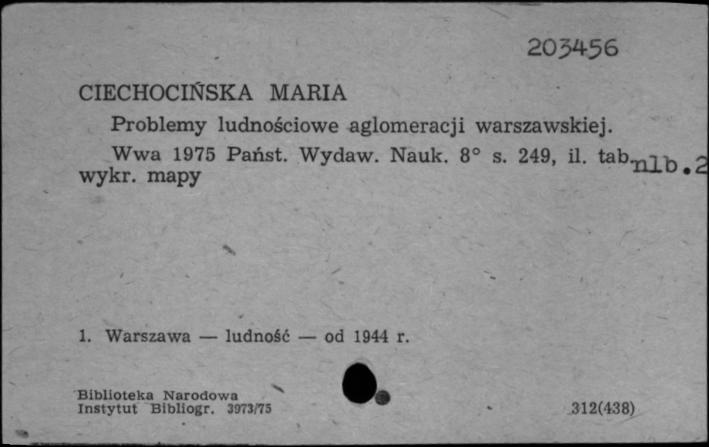 203456
CIECHOCIŃSKA MARIA
Problemy ludnościowe aglomeracji warszawskiej.
Wwa 1975 Państ. Wydaw. Nauk. 8° s. 249, il. tab. nlb.2
wykr. mapy
1. Warszawa — ludność — od 1944 r.
Biblioteka Narodowa
Instytut Bibliogr. 3973/75
312(438)